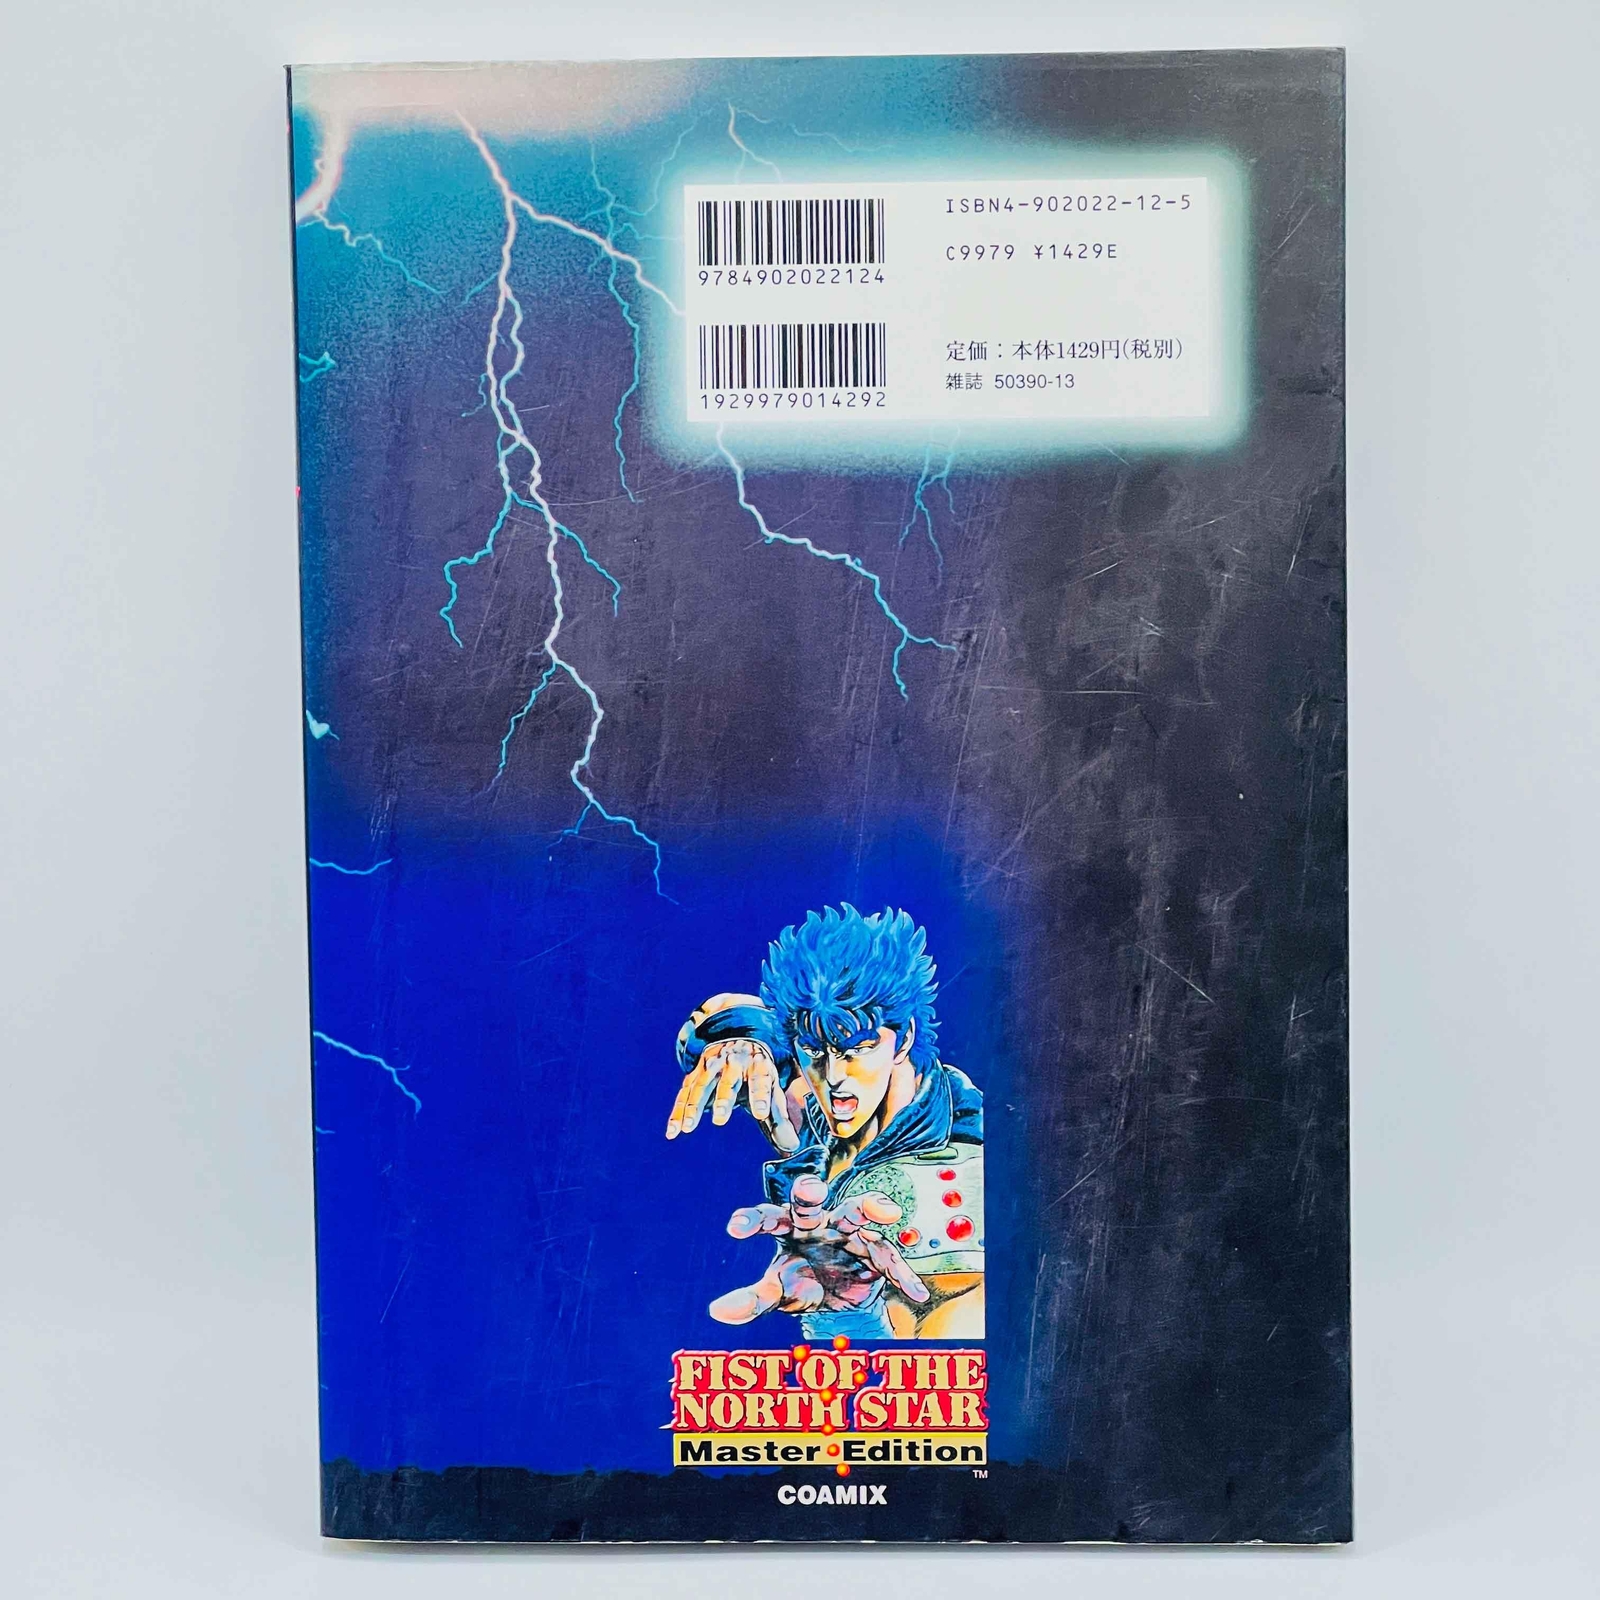 ISBN4-902022-12-5
C9979 ¥1429E
9784902022124
定価：本体1429円(税別)
雑誌 50390-13
1929979014292
FIST OF THE
NORTH STAR
Master Edition
TM
COAMIX